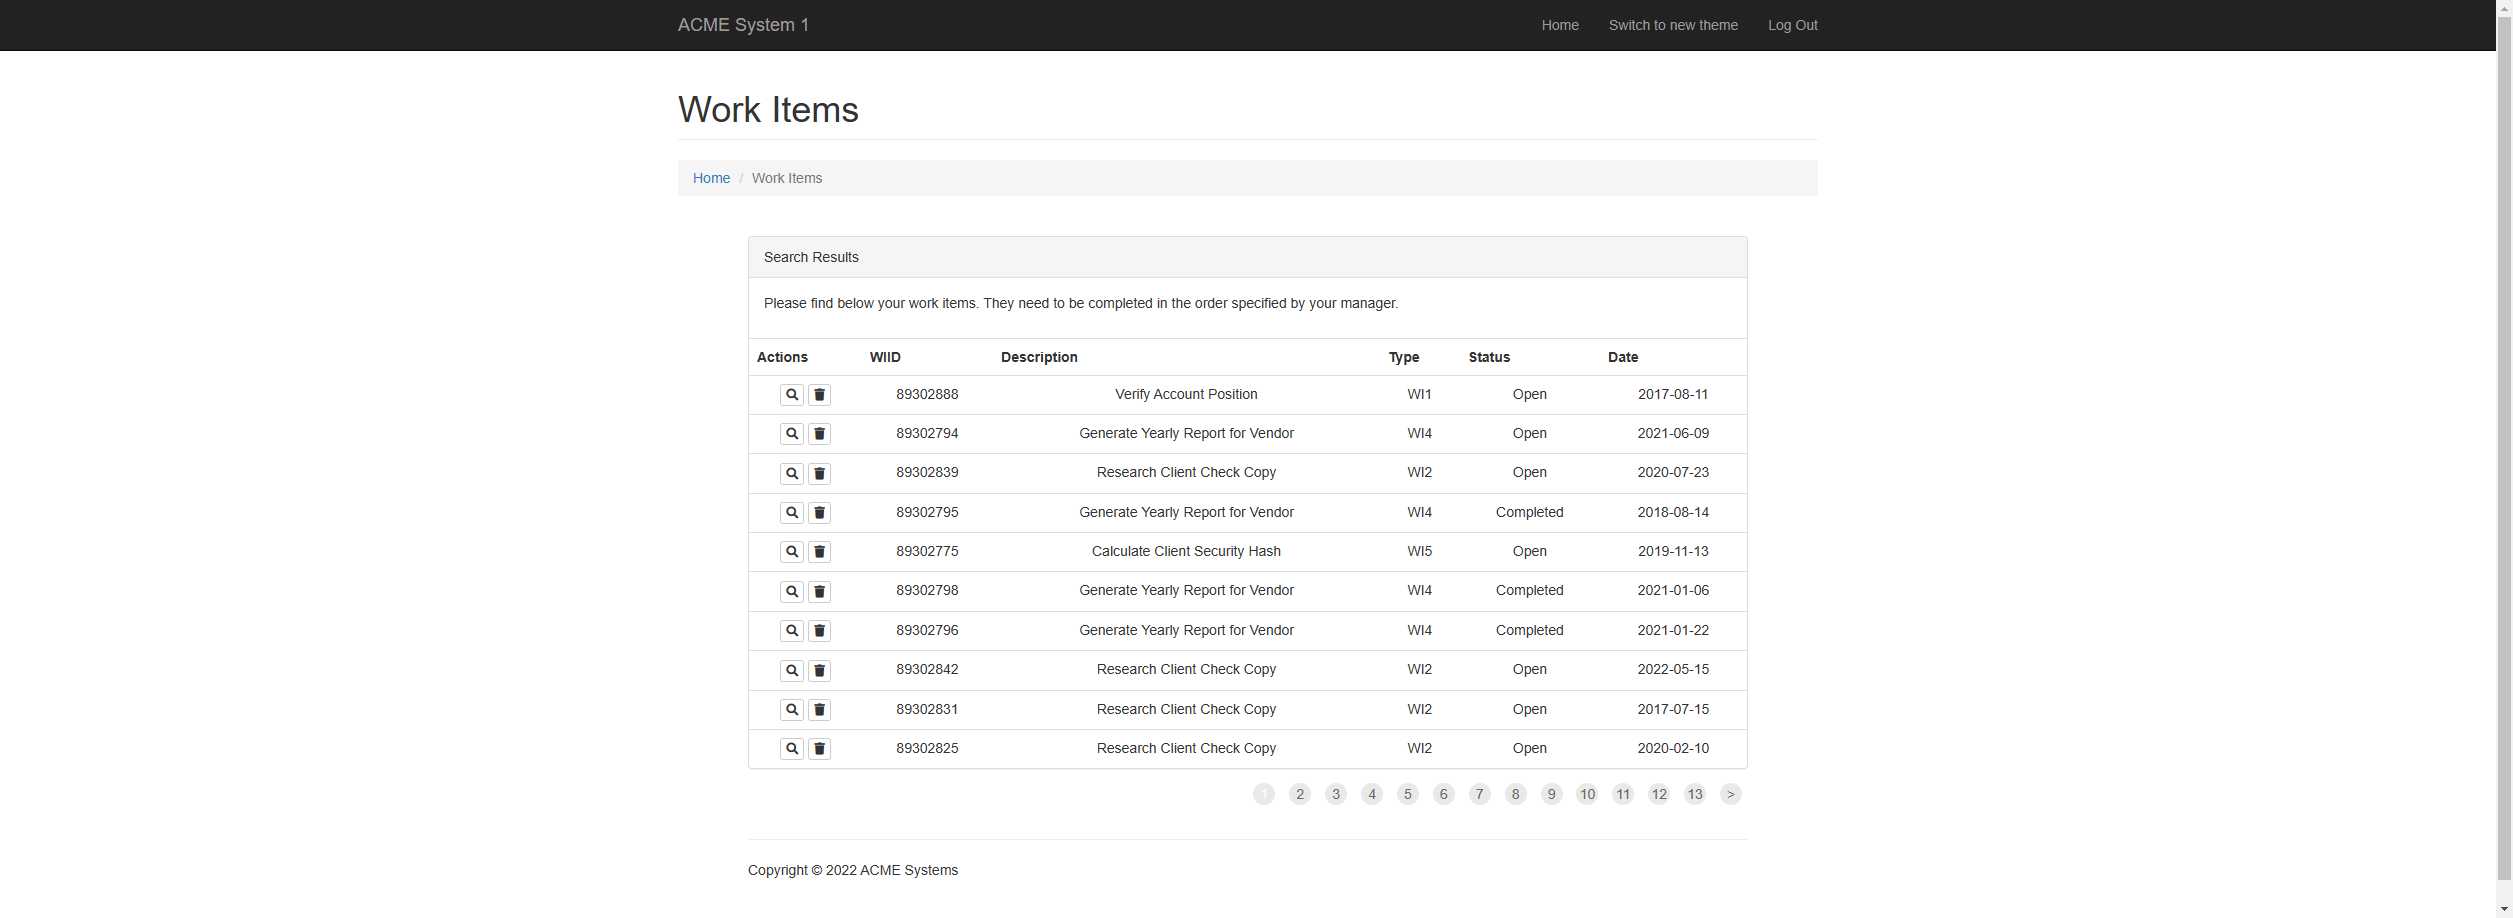 ACME System 1 Home Switch to new theme Log Out
Work Items
Home / Work Items
Search Results
Please find below your work items. They need to be completed in the order specified by your manager.
Actions WIID Description Type Status Date
89302888 Verify Account Position WI1 Open 2017-08-11
89302794 Generate Yearly Report for Vendor WI4 Open 2021-06-09
89302839 Research Client Check Copy WI2 Open 2020-07-23
89302795 Generate Yearly Report for Vendor WI4 Completed 2018-08-14
89302775 Calculate Client Security Hash WI5 Open 2019-11-13
89302798 Generate Yearly Report for Vendor WI4 Completed 2021-01-06
89302796 Generate Yearly Report for Vendor WI4 Completed 2021-01-22
89302842 Research Client Check Copy WI2 Open 2022-05-15
89302831 Research Client Check Copy WI2 Open 2017-07-15
89302825 Research Client Check Copy WI2 Open 2020-02-10
1 2 3 4 5 6 7 8 9 10 11 12 13 >
Copyright © 2022 ACME Systems